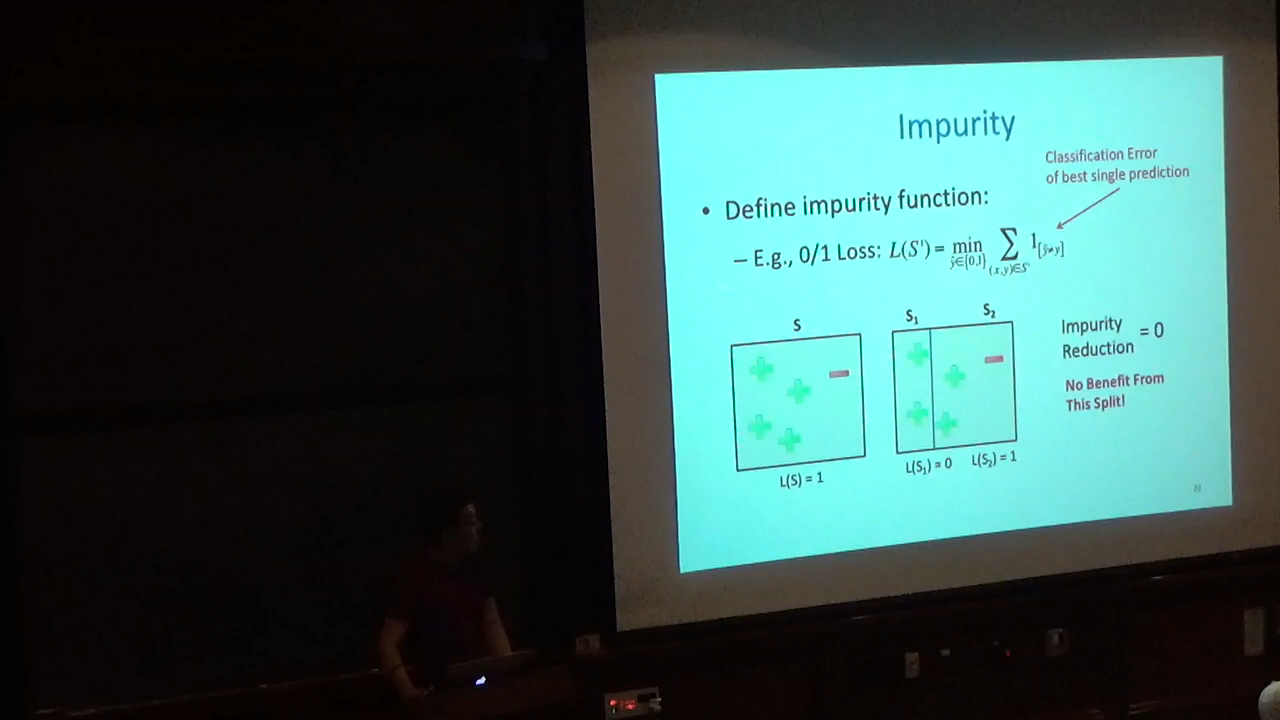 Impurity
Classification Error
of best single prediction
• Define impurity function:
– E.g., 0/1 Loss: L(S') = min ŷ∈{0,1} ∑ (x,y)∈S' 1[ŷ≠y]
S
S1 S2
Impurity
Reduction = 0
No Benefit From
This Split!
L(S) = 1
L(S1) = 0 L(S2) = 1